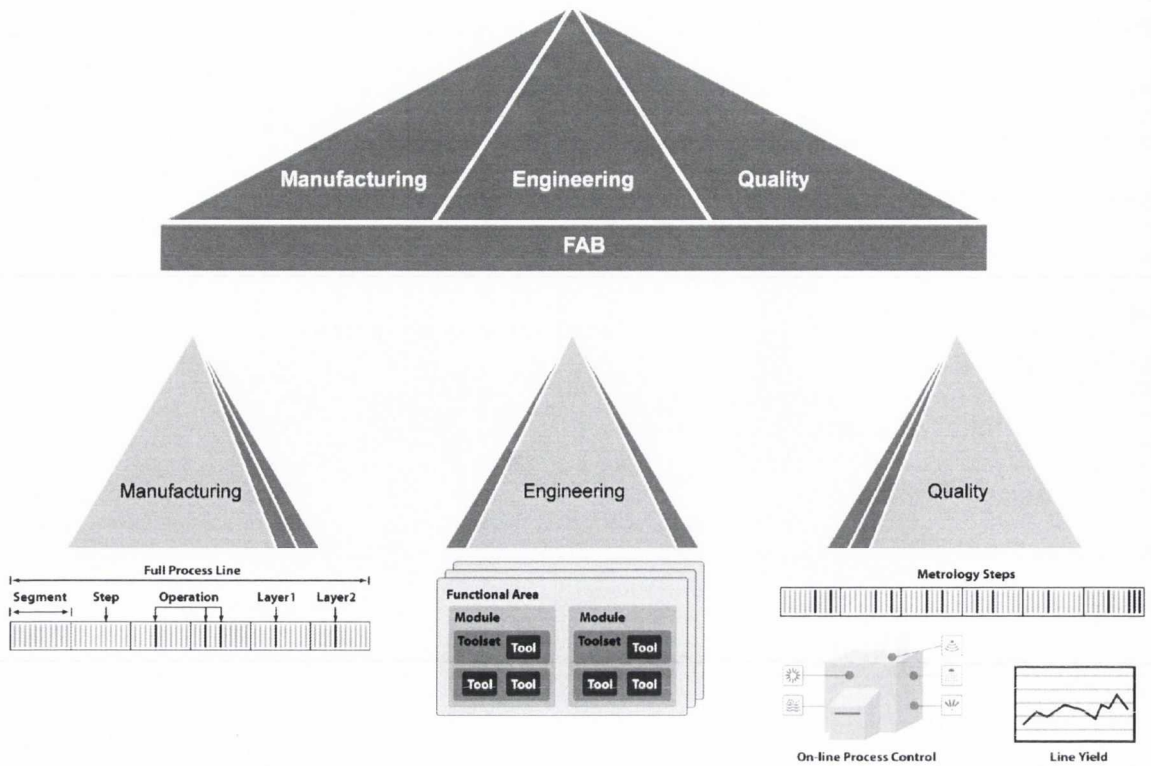 Manufacturing
Engineering
Quality
FAB
Manufacturing
Engineering
Quality
Full Process Line
Segment Step Operation Layer1 Layer2
Functional Area
Module Module
Toolset Tool Toolset Tool
Tool Tool Tool Tool
Metrology Steps
On-line Process Control
Line Yield